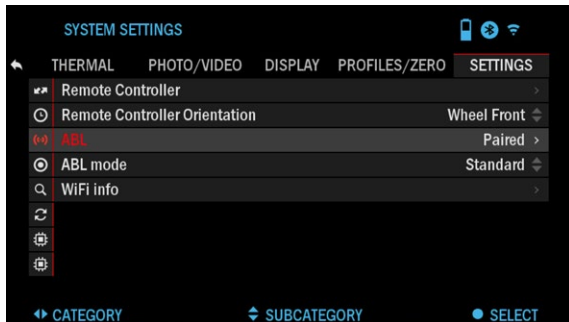 SYSTEM SETTINGS
THERMAL PHOTO/VIDEO DISPLAY PROFILES/ZERO SETTINGS
Remote Controller
Remote Controller Orientation Wheel Front
ABL Paired
ABL mode Standard
WiFi info
CATEGORY SUBCATEGORY SELECT